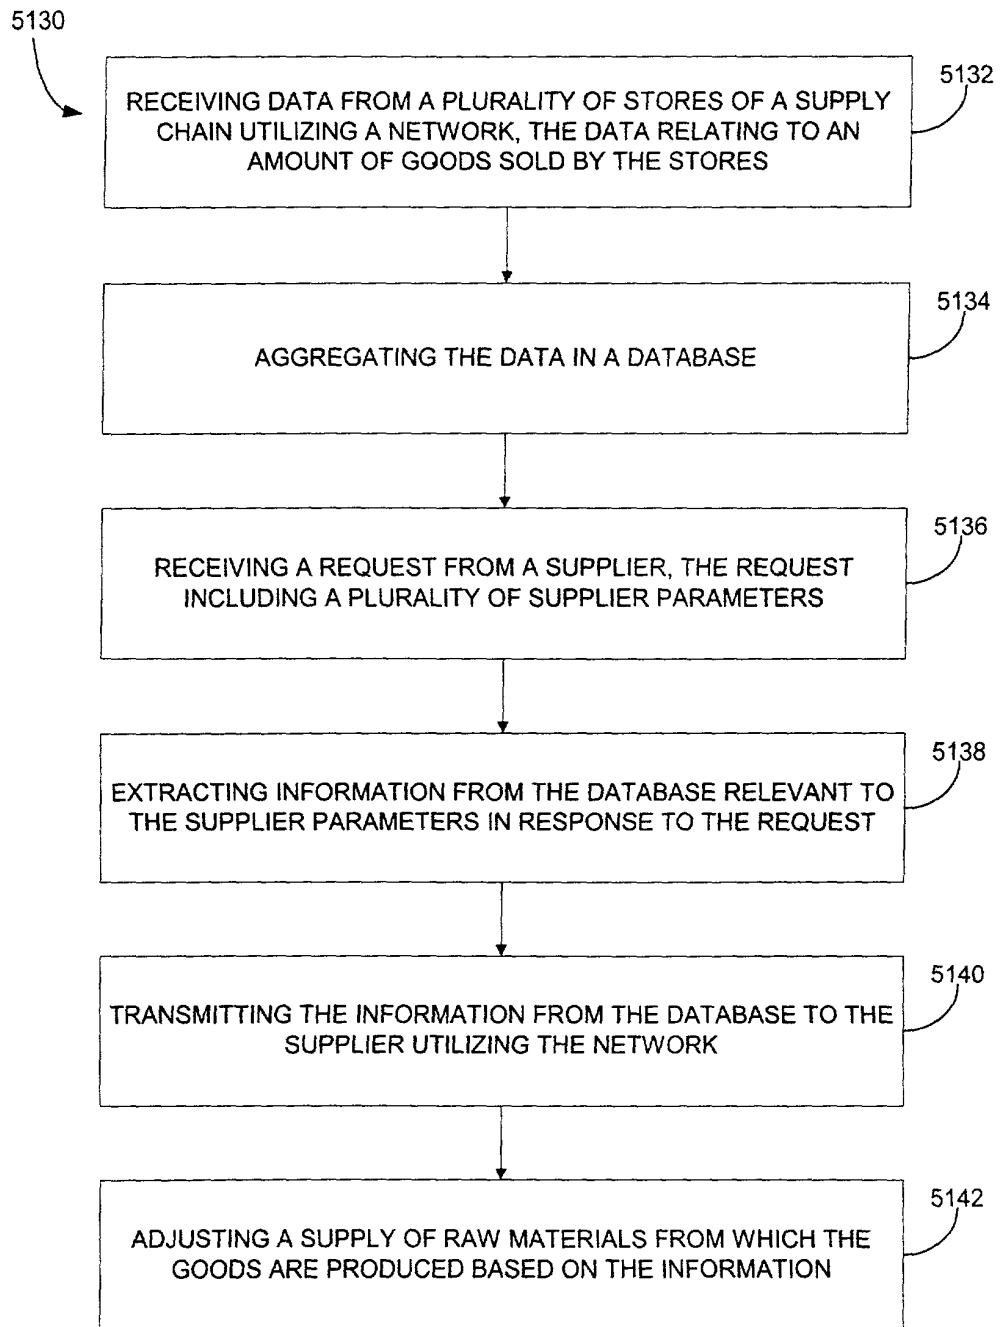 5130
5132
RECEIVING DATA FROM A PLURALITY OF STORES OF A SUPPLY
CHAIN UTILIZING A NETWORK, THE DATA RELATING TO AN
AMOUNT OF GOODS SOLD BY THE STORES
5134
AGGREGATING THE DATA IN A DATABASE
5136
RECEIVING A REQUEST FROM A SUPPLIER, THE REQUEST
INCLUDING A PLURALITY OF SUPPLIER PARAMETERS
5138
EXTRACTING INFORMATION FROM THE DATABASE RELEVANT TO
THE SUPPLIER PARAMETERS IN RESPONSE TO THE REQUEST
5140
TRANSMITTING THE INFORMATION FROM THE DATABASE TO THE
SUPPLIER UTILIZING THE NETWORK
5142
ADJUSTING A SUPPLY OF RAW MATERIALS FROM WHICH THE
GOODS ARE PRODUCED BASED ON THE INFORMATION